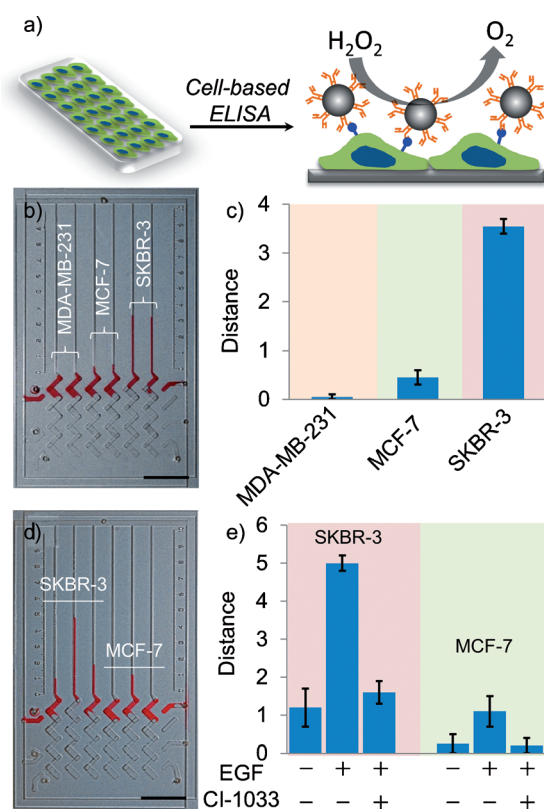 a)
H2O2
O2
Cell-based
ELISA
b)
MDA-MB-231
MCF-7
SKBR-3
c)
4
3
2
1
0
Distance
MDA-MB-231
MCF-7
SKBR-3
d)
SKBR-3
MCF-7
e)
6
5
4
3
2
1
0
Distance
SKBR-3
MCF-7
EGF − + + − + +
CI-1033 − − + − − +